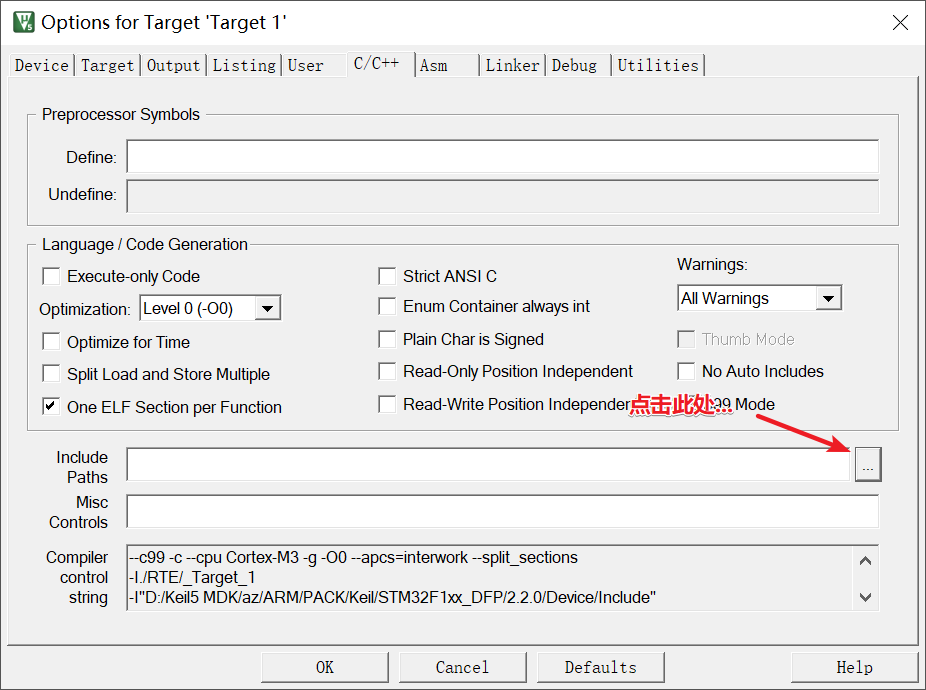 Options for Target 'Target 1'
Device Target Output Listing User C/C++ Asm Linker Debug Utilities
Preprocessor Symbols
Define:
Undefine:
Language / Code Generation
Execute-only Code
Optimization: Level 0 (-O0)
Optimize for Time
Split Load and Store Multiple
One ELF Section per Function
Strict ANSI C
Enum Container always int
Plain Char is Signed
Read-Only Position Independent
Read-Write Position Independen
Warnings:
All Warnings
Thumb Mode
No Auto Includes
99 Mode
点击此处...
Include
Paths
...
Misc
Controls
Compiler
control
string
--c99 -c --cpu Cortex-M3 -g -O0 --apcs=interwork --split_sections
-I./RTE/_Target_1
-I"D:/Keil5 MDK/az/ARM/PACK/Keil/STM32F1xx_DFP/2.2.0/Device/Include"
OK Cancel Defaults Help